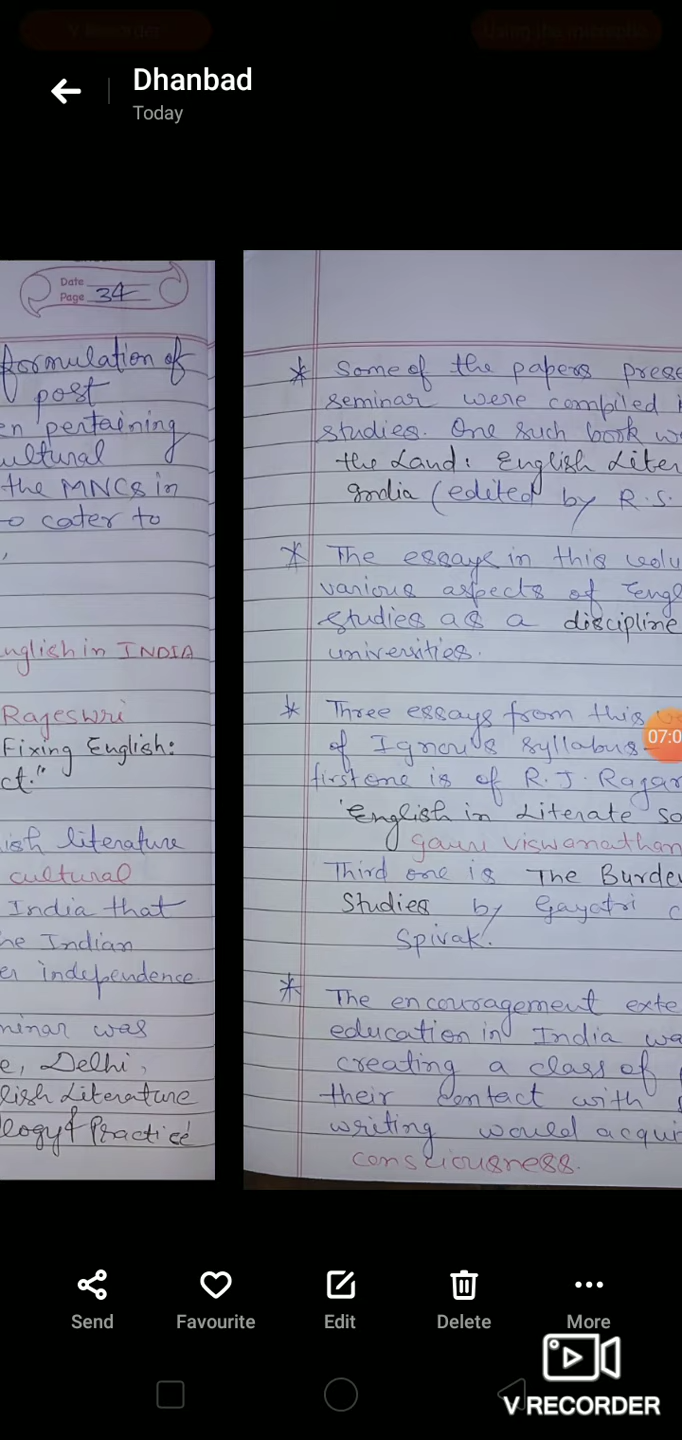 Dhanbad
Today
Date
Page 34
formulation of
post
en pertaining
ultural
the MNCS in
o cater to
nglish in INDIA
Rajeswri
Fixing English:
ct."
ish literature
cultural
India that
he Indian
er independence.
minar was
e, Delhi,
lish Literature
logy & Practice
* Some of the papers prese
seminar were compiled i
studies. One such book w
the Land: English Liter
India (edited by R.S.
* The essays in this volu
various aspects of Engl
studies as a discipline
universities.
* Three essays from this
of Ignou's syllabus
first one is of R.J. Ragar
'English in Literate So
gauri viswanathan
Third one is The Burde
Studies by Gayatri C
Spivak.
* The encouragement exte
education in India wa
creating a class of
their contact with
writing would acqui
consciousness.
07:0
Send
Favourite
Edit
Delete
More
V RECORDER